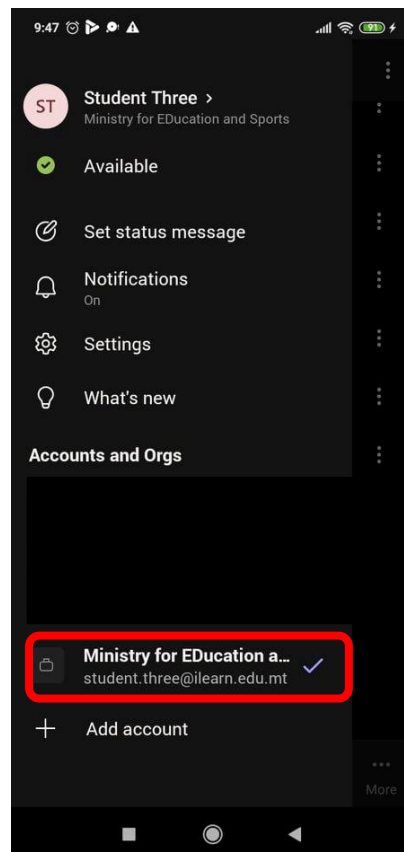 9:47
91
ST
Student Three >
Ministry for EDucation and Sports
Available
Set status message
Notifications
On
Settings
What's new
Accounts and Orgs
Ministry for EDucation a...
student.three@ilearn.edu.mt
Add account
More